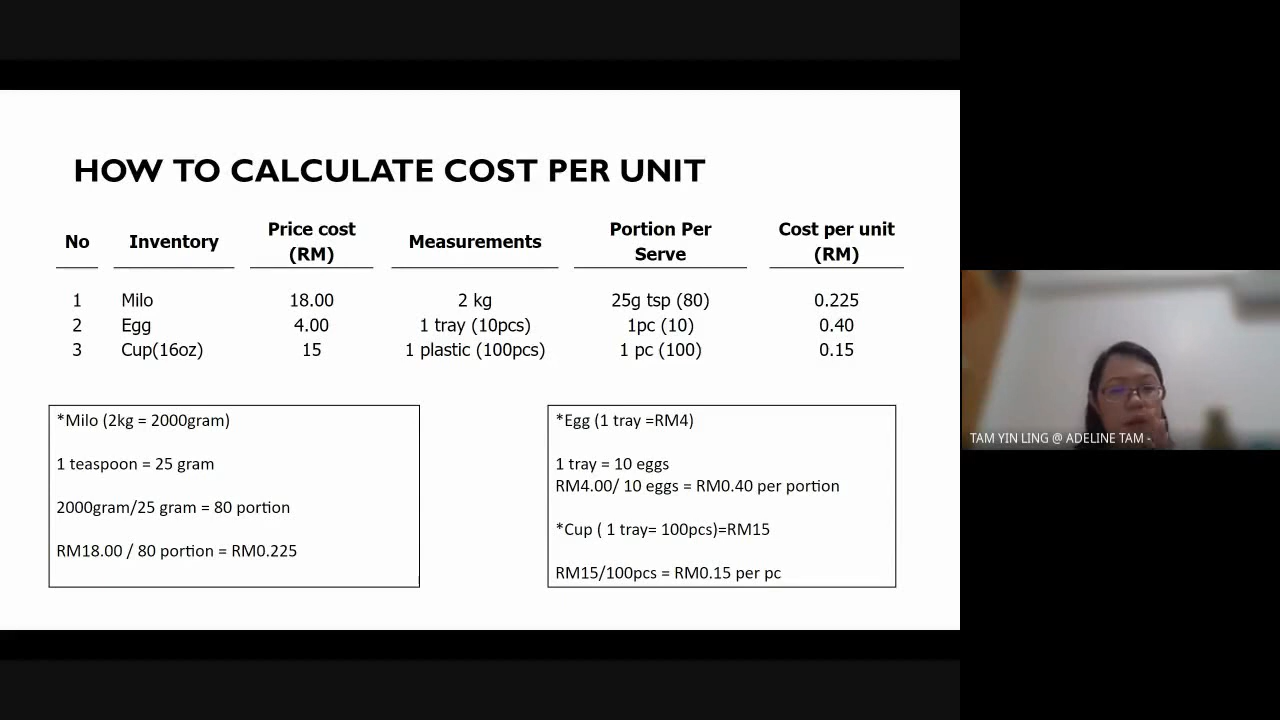 HOW TO CALCULATE COST PER UNIT
No Inventory Price cost (RM) Measurements Portion Per Serve Cost per unit (RM)
1 Milo 18.00 2 kg 25g tsp (80) 0.225
2 Egg 4.00 1 tray (10pcs) 1pc (10) 0.40
3 Cup(16oz) 15 1 plastic (100pcs) 1 pc (100) 0.15
*Milo (2kg = 2000gram)
1 teaspoon = 25 gram
2000gram/25 gram = 80 portion
RM18.00 / 80 portion = RM0.225
*Egg (1 tray =RM4)
1 tray = 10 eggs
RM4.00/ 10 eggs = RM0.40 per portion
*Cup ( 1 tray= 100pcs)=RM15
RM15/100pcs = RM0.15 per pc
TAM YIN LING @ ADELINE TAM -